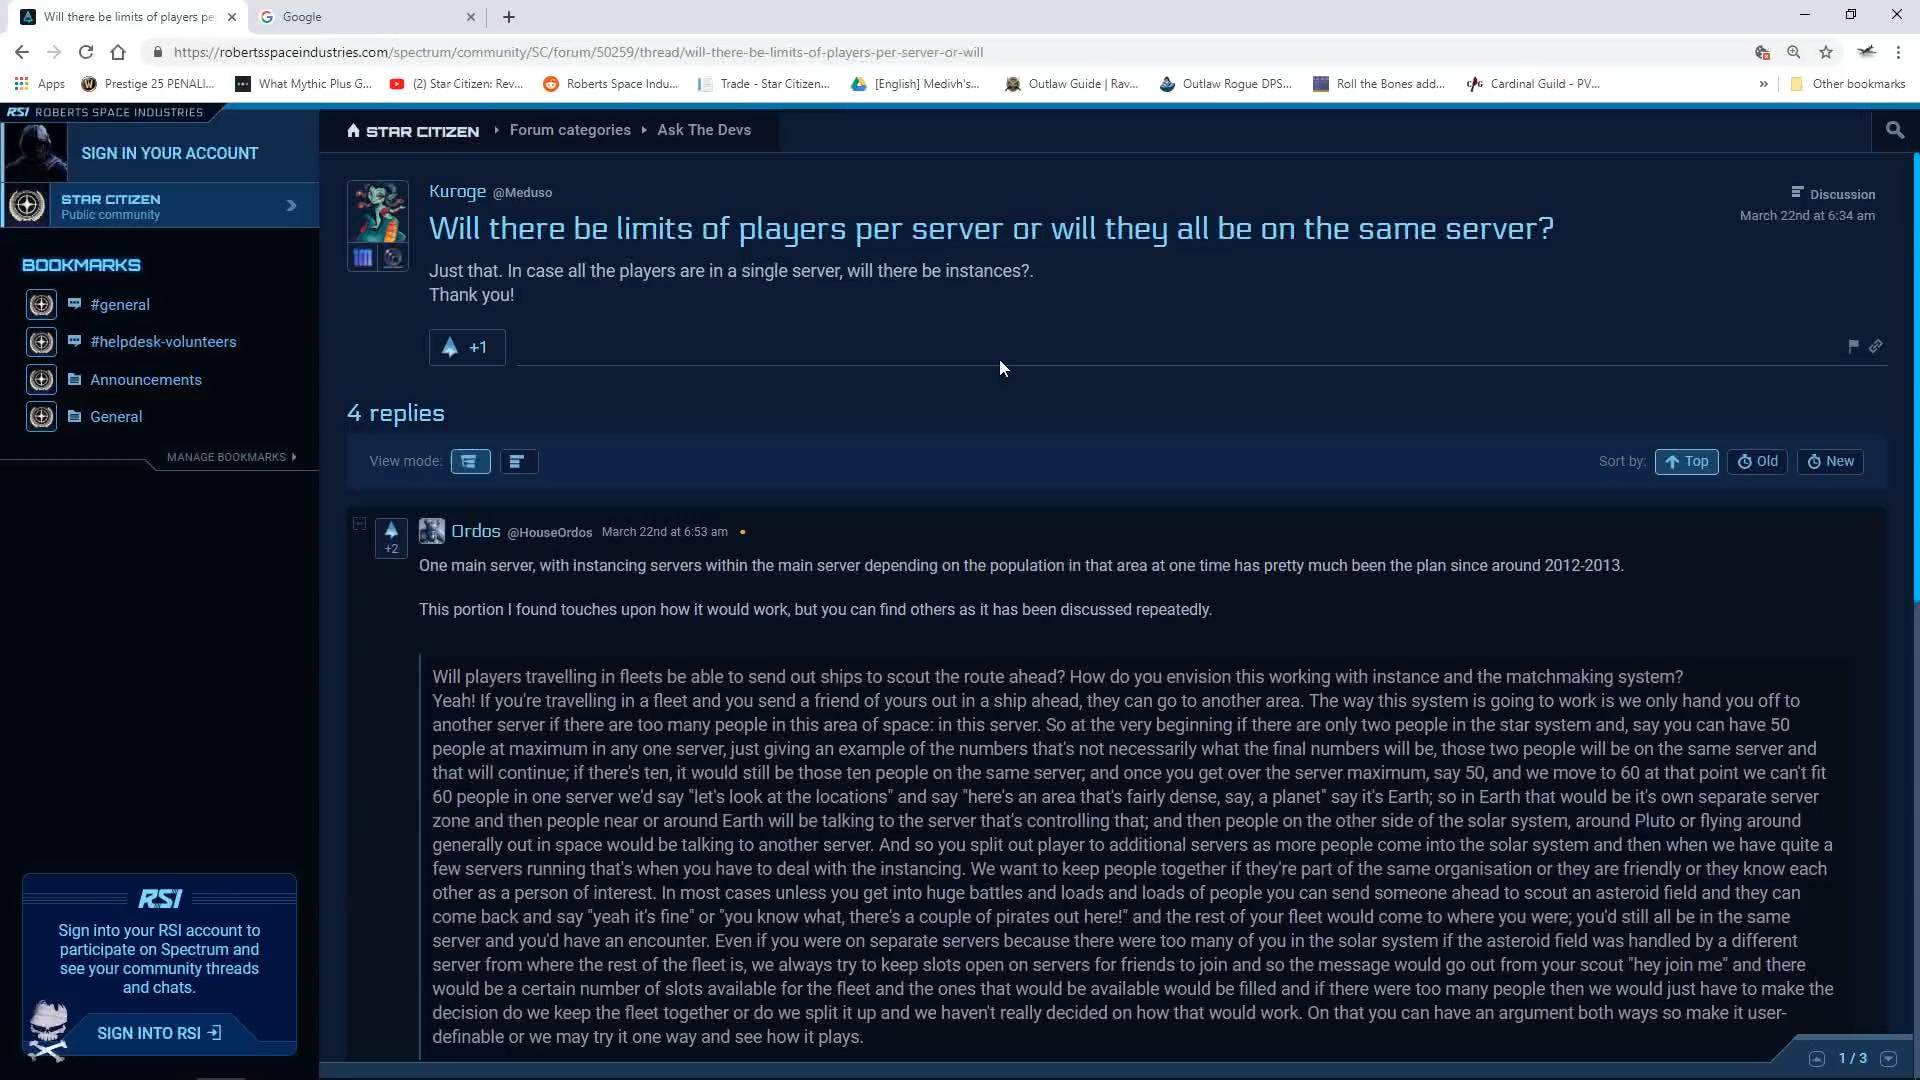 Will there be limits of players pe
Google
https://robertsspaceindustries.com/spectrum/community/SC/forum/50259/thread/will-there-be-limits-of-players-per-server-or-will
Apps
Prestige 25 PENALI...
What Mythic Plus G...
(2) Star Citizen: Rev...
Roberts Space Indu...
Trade - Star Citizen...
[English] Medivh's...
Outlaw Guide | Rav...
Outlaw Rogue DPS...
Roll the Bones add...
Cardinal Guild - PV...
»
Other bookmarks
RSI ROBERTS SPACE INDUSTRIES
SIGN IN YOUR ACCOUNT
STAR CITIZEN
Public community
BOOKMARKS
#general
#helpdesk-volunteers
Announcements
General
MANAGE BOOKMARKS
RSI
Sign into your RSI account to
participate on Spectrum and
see your community threads
and chats.
SIGN INTO RSI
STAR CITIZEN
Forum categories
Ask The Devs
Kuroge @Meduso
Discussion
March 22nd at 6:34 am
Will there be limits of players per server or will they all be on the same server?
Just that. In case all the players are in a single server, will there be instances?.
Thank you!
+1
4 replies
View mode:
Sort by:
Top
Old
New
+2
Ordos @HouseOrdos March 22nd at 6:53 am
One main server, with instancing servers within the main server depending on the population in that area at one time has pretty much been the plan since around 2012-2013.
This portion I found touches upon how it would work, but you can find others as it has been discussed repeatedly.
Will players travelling in fleets be able to send out ships to scout the route ahead? How do you envision this working with instance and the matchmaking system?
Yeah! If you're travelling in a fleet and you send a friend of yours out in a ship ahead, they can go to another area. The way this system is going to work is we only hand you off to
another server if there are too many people in this area of space: in this server. So at the very beginning if there are only two people in the star system and, say you can have 50
people at maximum in any one server, just giving an example of the numbers that's not necessarily what the final numbers will be, those two people will be on the same server and
that will continue; if there's ten, it would still be those ten people on the same server; and once you get over the server maximum, say 50, and we move to 60 at that point we can't fit
60 people in one server we'd say "let's look at the locations" and say "here's an area that's fairly dense, say, a planet" say it's Earth; so in Earth that would be it's own separate server
zone and then people near or around Earth will be talking to the server that's controlling that; and then people on the other side of the solar system, around Pluto or flying around
generally out in space would be talking to another server. And so you split out player to additional servers as more people come into the solar system and then when we have quite a
few servers running that's when you have to deal with the instancing. We want to keep people together if they're part of the same organisation or they are friendly or they know each
other as a person of interest. In most cases unless you get into huge battles and loads and loads of people you can send someone ahead to scout an asteroid field and they can
come back and say "yeah it's fine" or "you know what, there's a couple of pirates out here!" and the rest of your fleet would come to where you were; you'd still all be in the same
server and you'd have an encounter. Even if you were on separate servers because there were too many of you in the solar system if the asteroid field was handled by a different
server from where the rest of the fleet is, we always try to keep slots open on servers for friends to join and so the message would go out from your scout "hey join me" and there
would be a certain number of slots available for the fleet and the ones that would be available would be filled and if there were too many people then we would just have to make the
decision do we keep the fleet together or do we split it up and we haven't really decided on how that would work. On that you can have an argument both ways so make it user-
definable or we may try it one way and see how it plays.
1 / 3